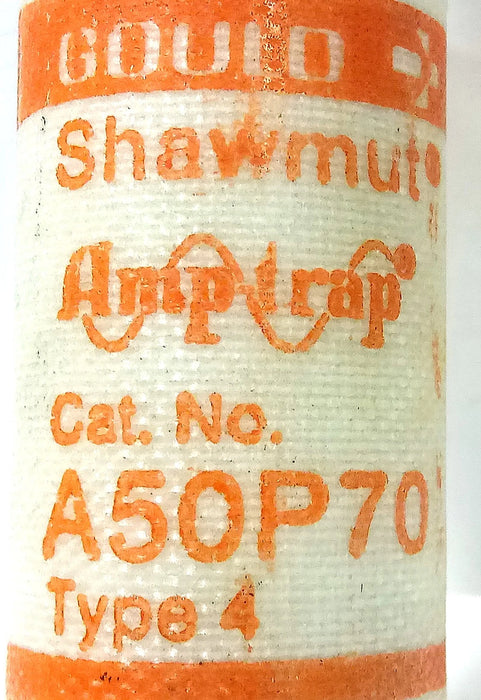 GOULD
Shawmut®
Amp-trap®
Cat. No.
A50P70
Type 4